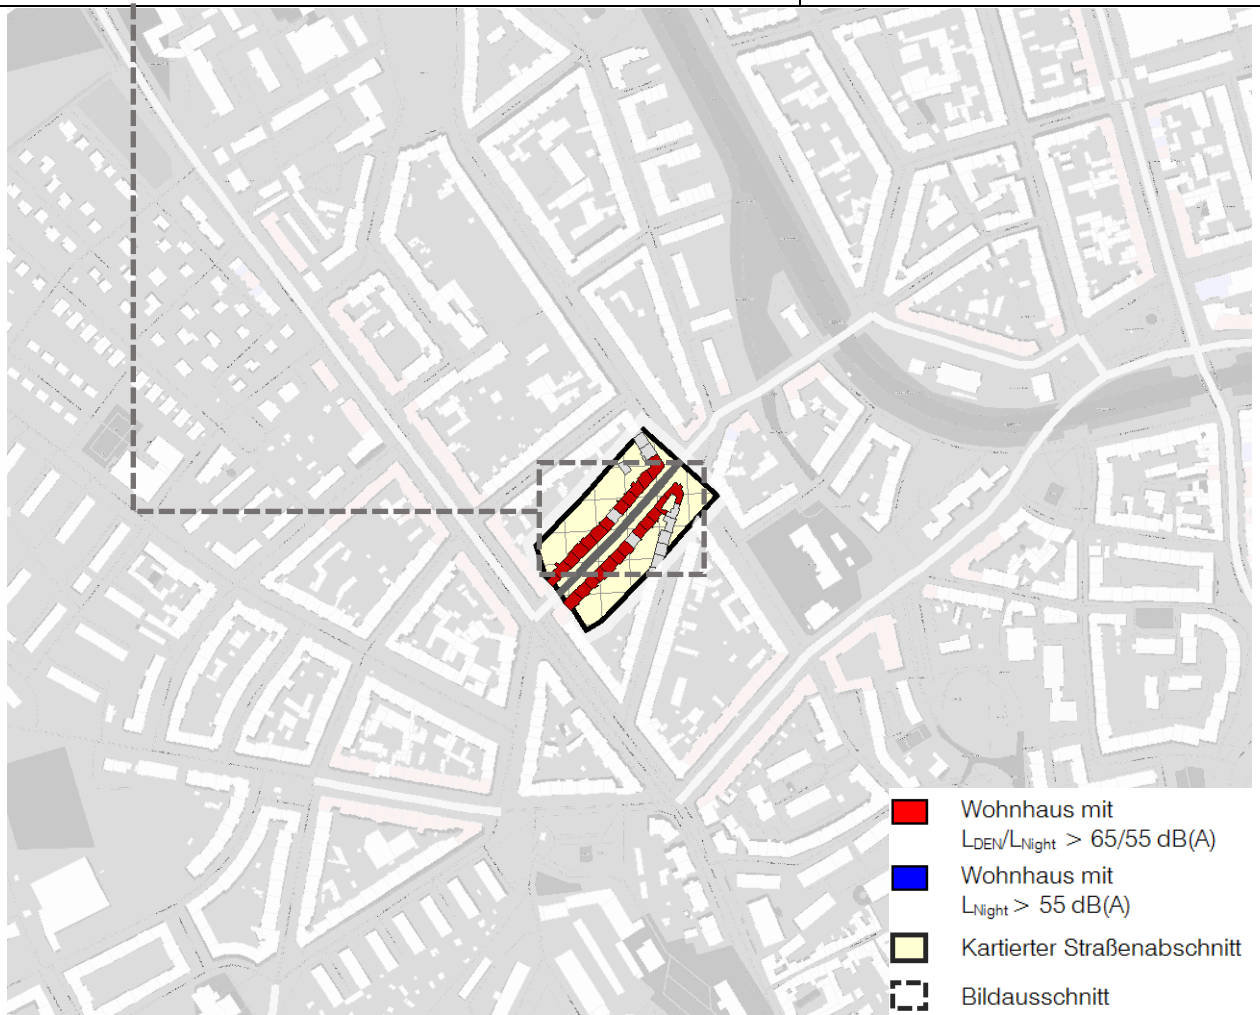 Wohnhaus mit
LDEN/LNight > 65/55 dB(A)
Wohnhaus mit
LNight > 55 dB(A)
Kartierter Straßenabschnitt
Bildausschnitt